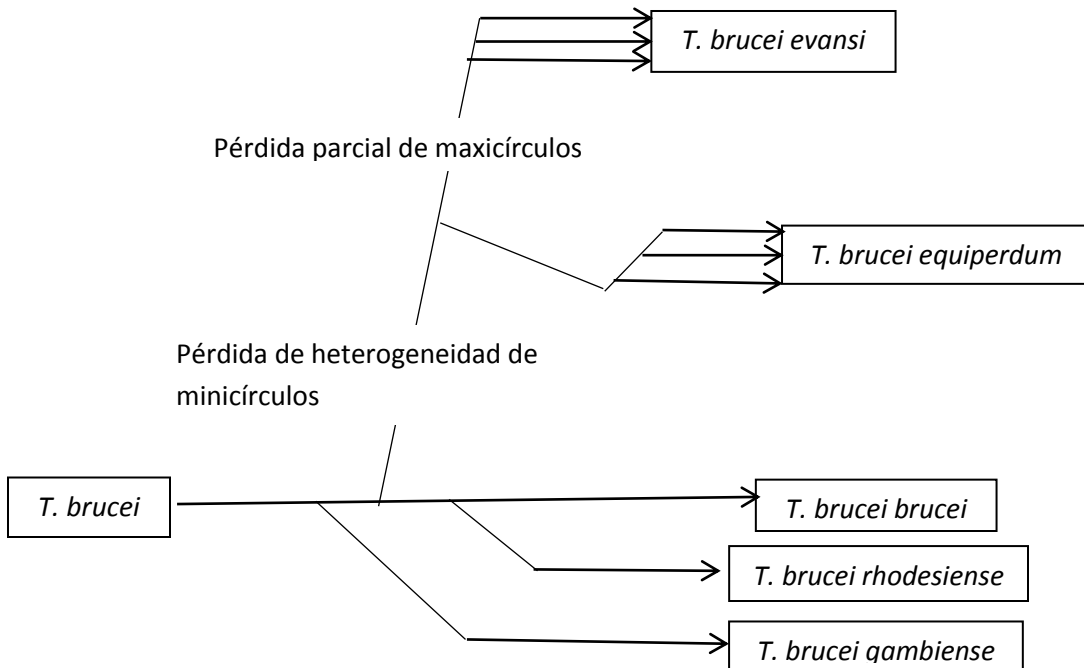 T. brucei evansi
Pérdida parcial de maxicírculos
T. brucei equiperdum
Pérdida de heterogeneidad de
minicírculos
T. brucei
T. brucei brucei
T. brucei rhodesiense
T. brucei gambiense